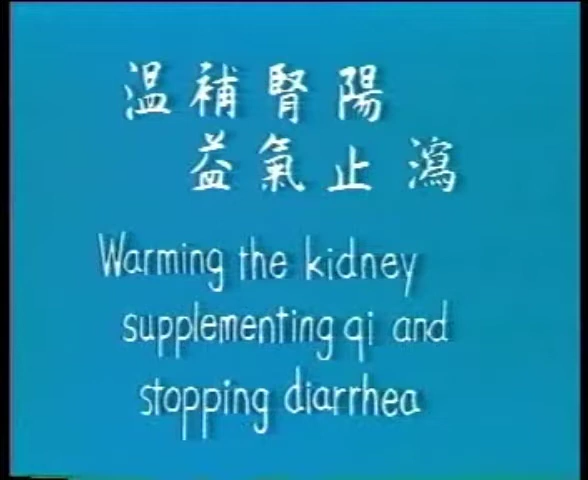 温補腎陽
益氣止瀉
Warming the kidney
supplementing qi and
stopping diarrhea